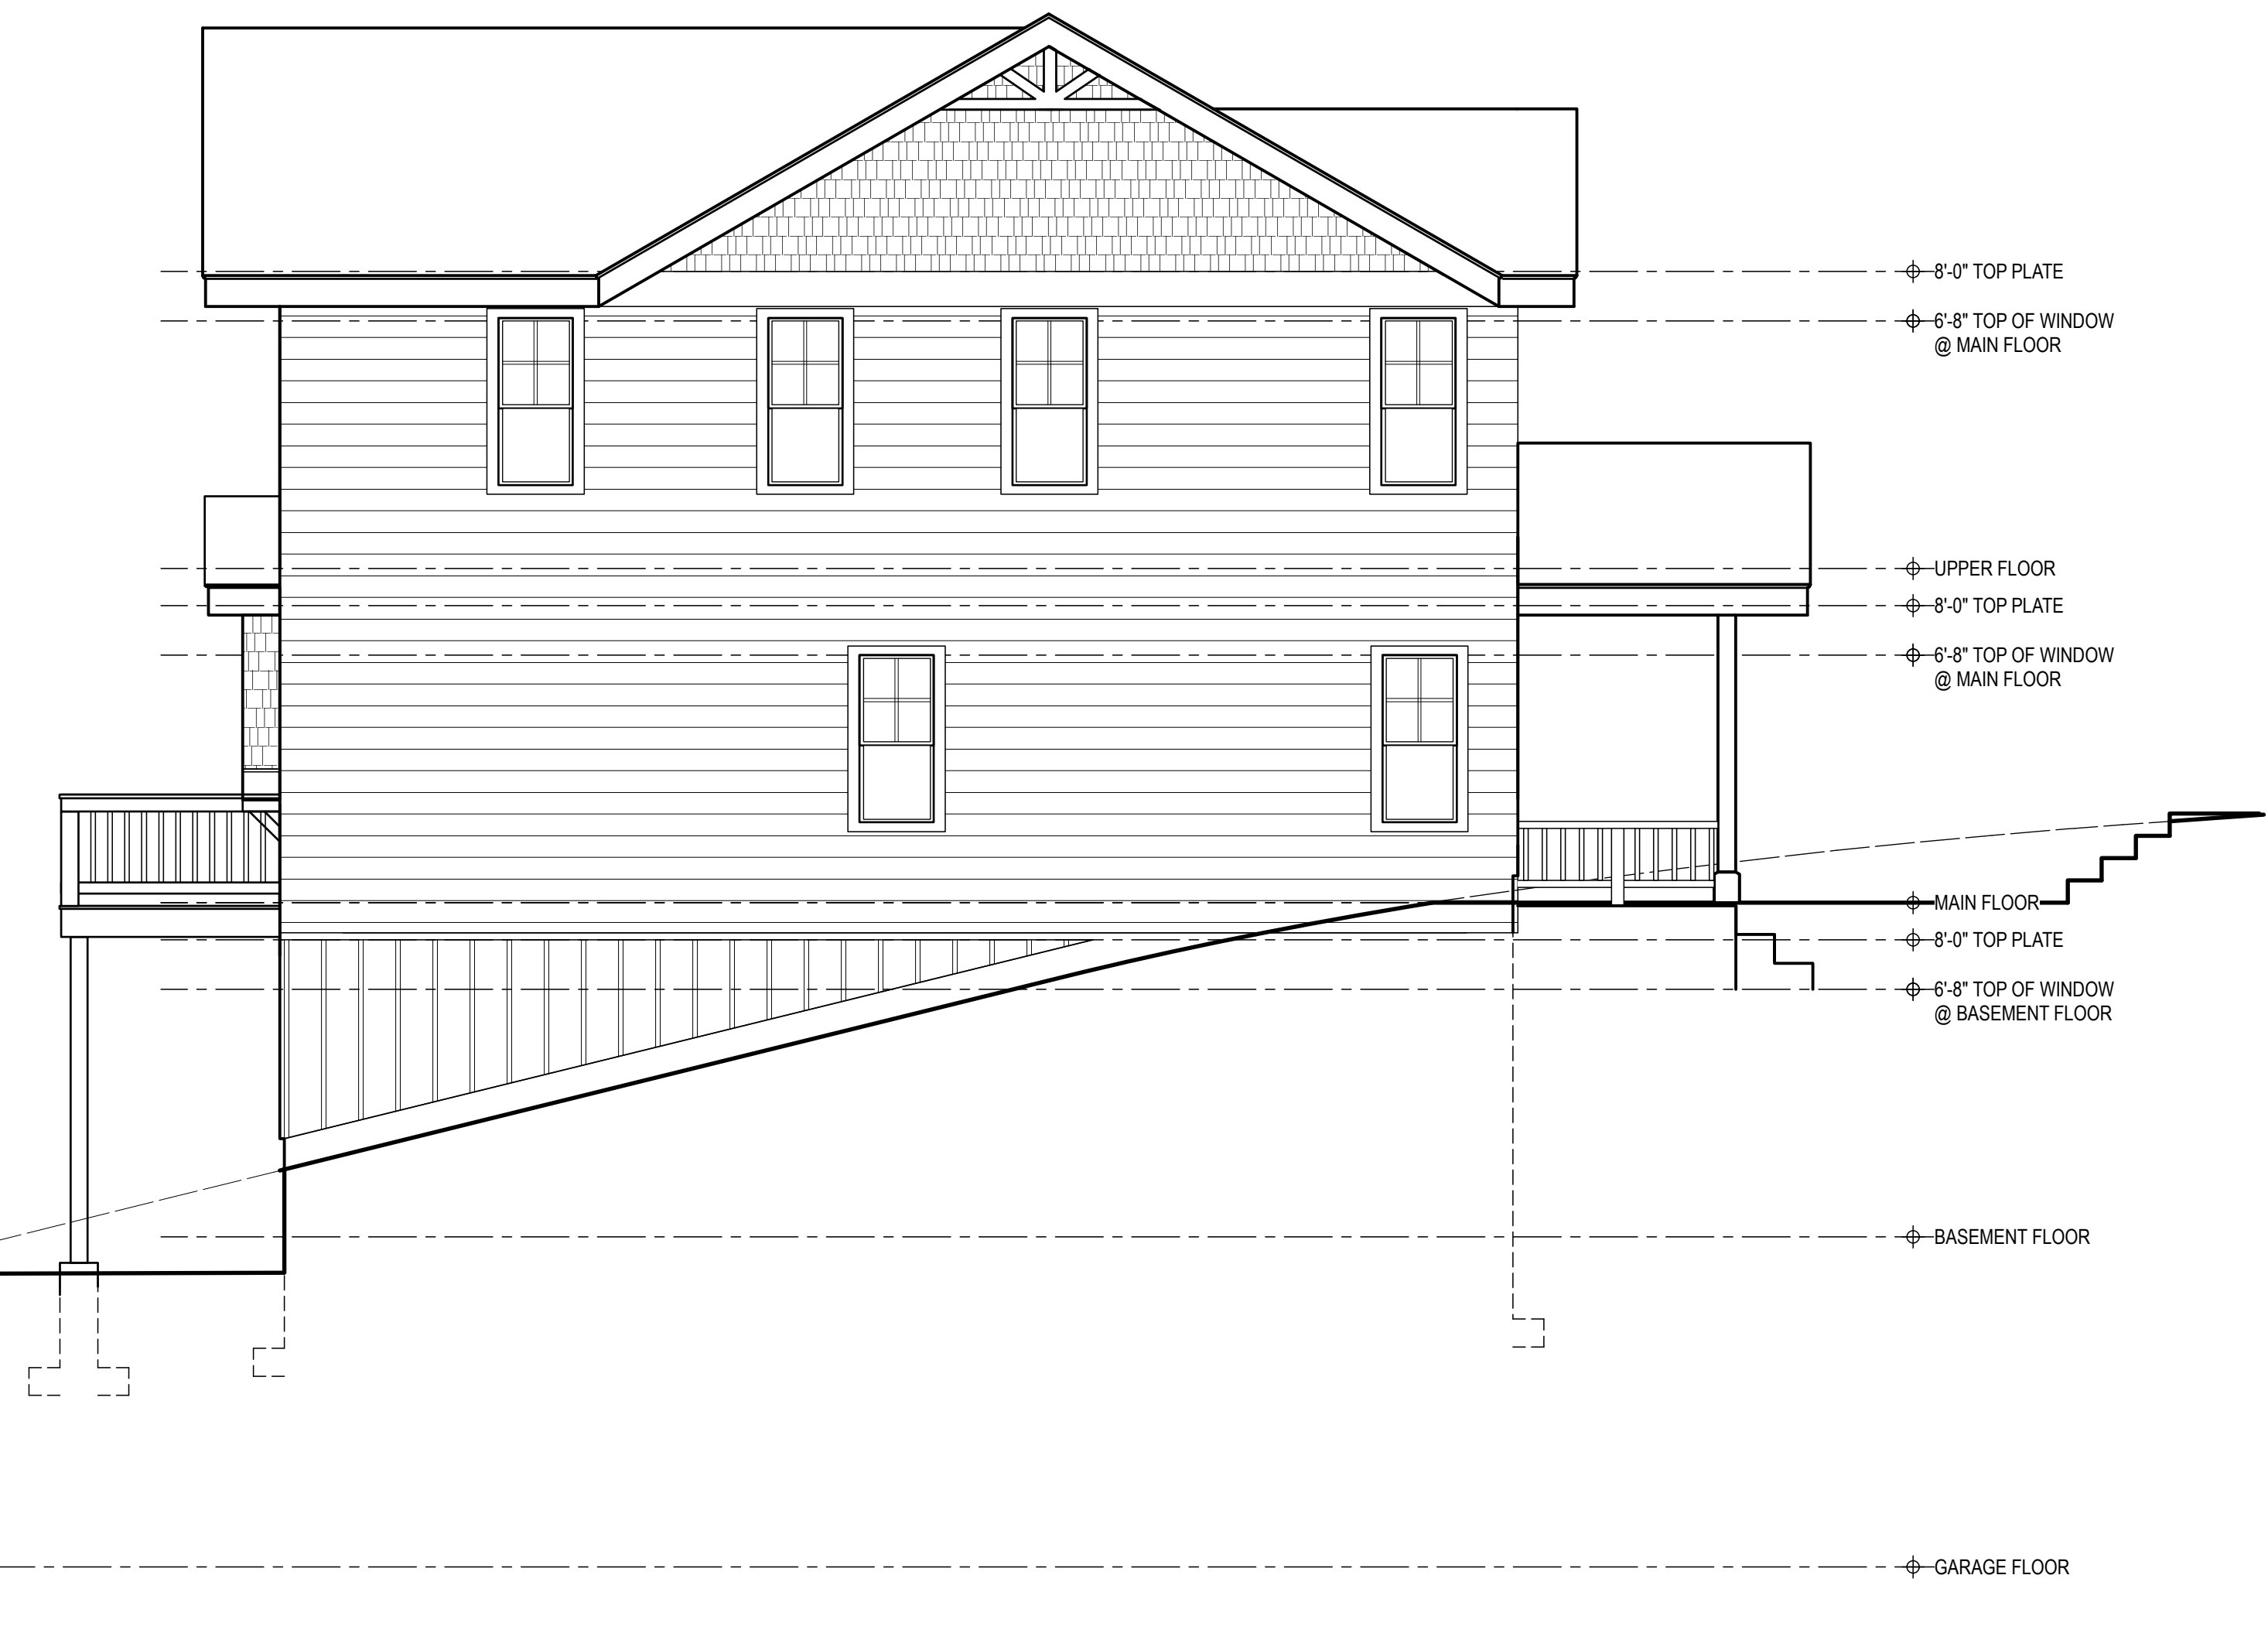 8'-0" TOP PLATE
6'-8" TOP OF WINDOW
@ MAIN FLOOR
UPPER FLOOR
8'-0" TOP PLATE
6'-8" TOP OF WINDOW
@ MAIN FLOOR
MAIN FLOOR
8'-0" TOP PLATE
6'-8" TOP OF WINDOW
@ BASEMENT FLOOR
BASEMENT FLOOR
GARAGE FLOOR